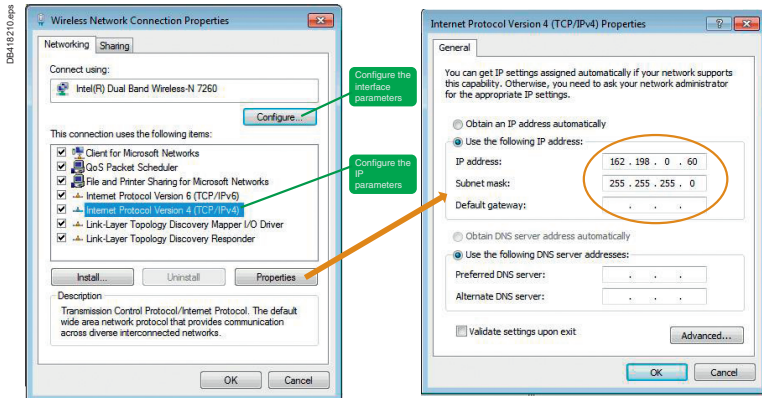 DB418210.eps
Wireless Network Connection Properties
Networking
Sharing
Connect using:
Intel(R) Dual Band Wireless-N 7260
Configure...
This connection uses the following items:
Client for Microsoft Networks
QoS Packet Scheduler
File and Printer Sharing for Microsoft Networks
Internet Protocol Version 6 (TCP/IPv6)
Internet Protocol Version 4 (TCP/IPv4)
Link-Layer Topology Discovery Mapper I/O Driver
Link-Layer Topology Discovery Responder
Install...
Uninstall
Properties
Description
Transmission Control Protocol/Internet Protocol. The default
wide area network protocol that provides communication
across diverse interconnected networks.
OK
Cancel
Configure the
interface
parameters
Configure the
IP
parameters
Internet Protocol Version 4 (TCP/IPv4) Properties
General
You can get IP settings assigned automatically if your network supports
this capability. Otherwise, you need to ask your network administrator
for the appropriate IP settings.
Obtain an IP address automatically
Use the following IP address:
IP address: 162 . 198 . 0 . 60
Subnet mask: 255 . 255 . 255 . 0
Default gateway: . . .
Obtain DNS server address automatically
Use the following DNS server addresses:
Preferred DNS server: . . .
Alternate DNS server: . . .
Validate settings upon exit
Advanced...
OK
Cancel